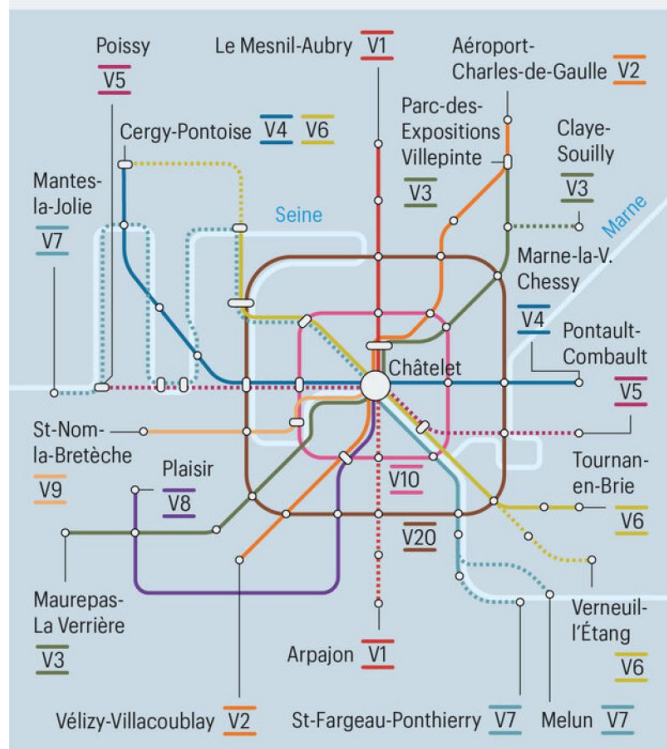 Poissy
V5
Le Mesnil-Aubry V1
Aéroport-
Charles-de-Gaulle V2
Cergy-Pontoise V4 V6
Parc-des-
Expositions
Villepinte
V3
Claye-
Souilly
V3
Mantes-
la-Jolie
V7
Seine
Marne
Marne-la-V.
Chessy
V4
Châtelet
Pontault-
Combault
V5
St-Nom-
la-Bretèche
V9
Plaisir
V8
V10
V20
Tournan-
en-Brie
V6
Maurepas-
La Verrière
V3
Verneuil-
l'Étang
V6
Arpajon V1
Vélizy-Villacoublay V2
St-Fargeau-Ponthierry V7
Melun V7